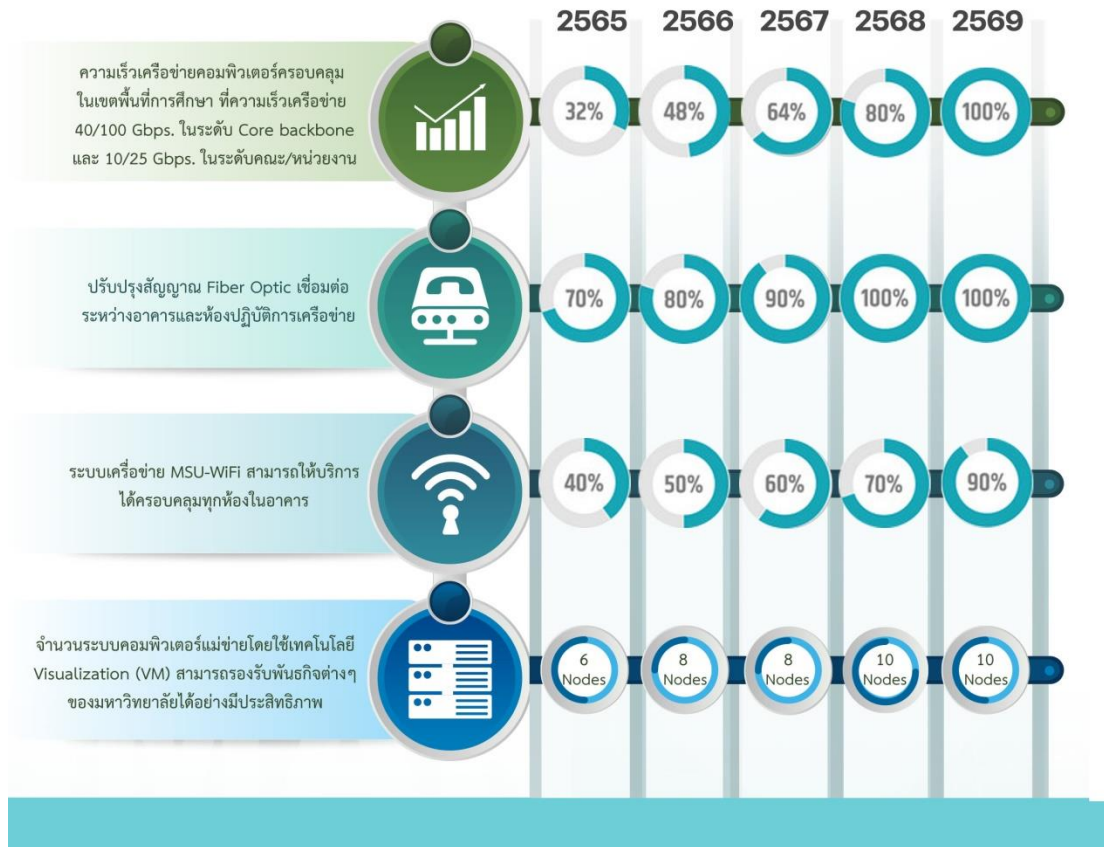 2565 2566 2567 2568 2569
ความเร็วเครือข่ายคอมพิวเตอร์ครอบคลุม
ในเขตพื้นที่การศึกษา ที่ความเร็วเครือข่าย
40/100 Gbps. ในระดับ Core backbone
และ 10/25 Gbps. ในระดับคณะ/หน่วยงาน
32% 48% 64% 80% 100%
ปรับปรุงสัญญาณ Fiber Optic เชื่อมต่อ
ระหว่างอาคารและห้องปฏิบัติการเครือข่าย
70% 80% 90% 100% 100%
ระบบเครื่อข่าย MSU-WiFi สามารถให้บริการ
ได้ครอบคลุมทุกห้องในอาคาร
40% 50% 60% 70% 90%
จำนวนระบบคอมพิวเตอร์แม่ข่ายโดยใช้เทคโนโลยี
Visualization (VM) สามารถรองรับพันธกิจต่างๆ
ของมหาวิทยาลัยได้อย่างมีประสิทธิภาพ
6 8 8 10 10
Nodes Nodes Nodes Nodes Nodes